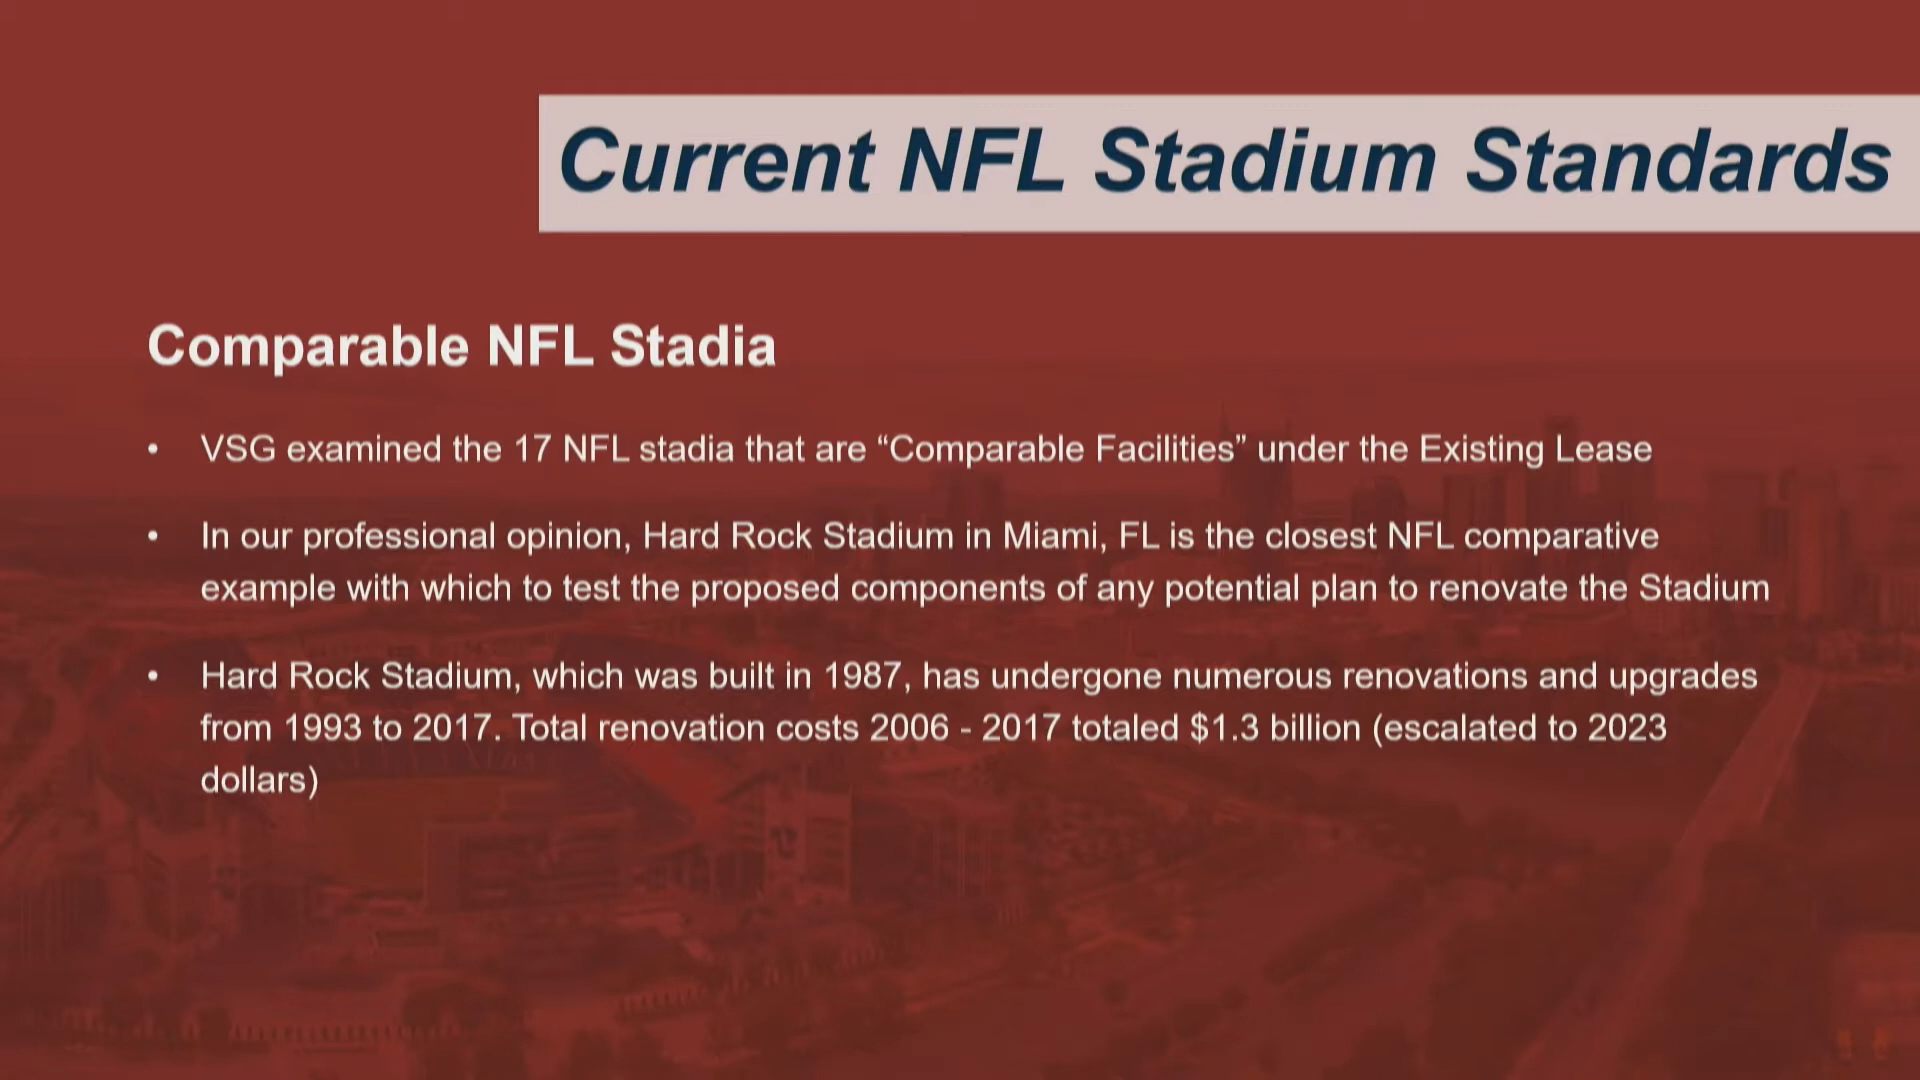 Current NFL Stadium Standards
Comparable NFL Stadia
• VSG examined the 17 NFL stadia that are “Comparable Facilities” under the Existing Lease
• In our professional opinion, Hard Rock Stadium in Miami, FL is the closest NFL comparative
example with which to test the proposed components of any potential plan to renovate the Stadium
• Hard Rock Stadium, which was built in 1987, has undergone numerous renovations and upgrades
from 1993 to 2017. Total renovation costs 2006 - 2017 totaled $1.3 billion (escalated to 2023
dollars)